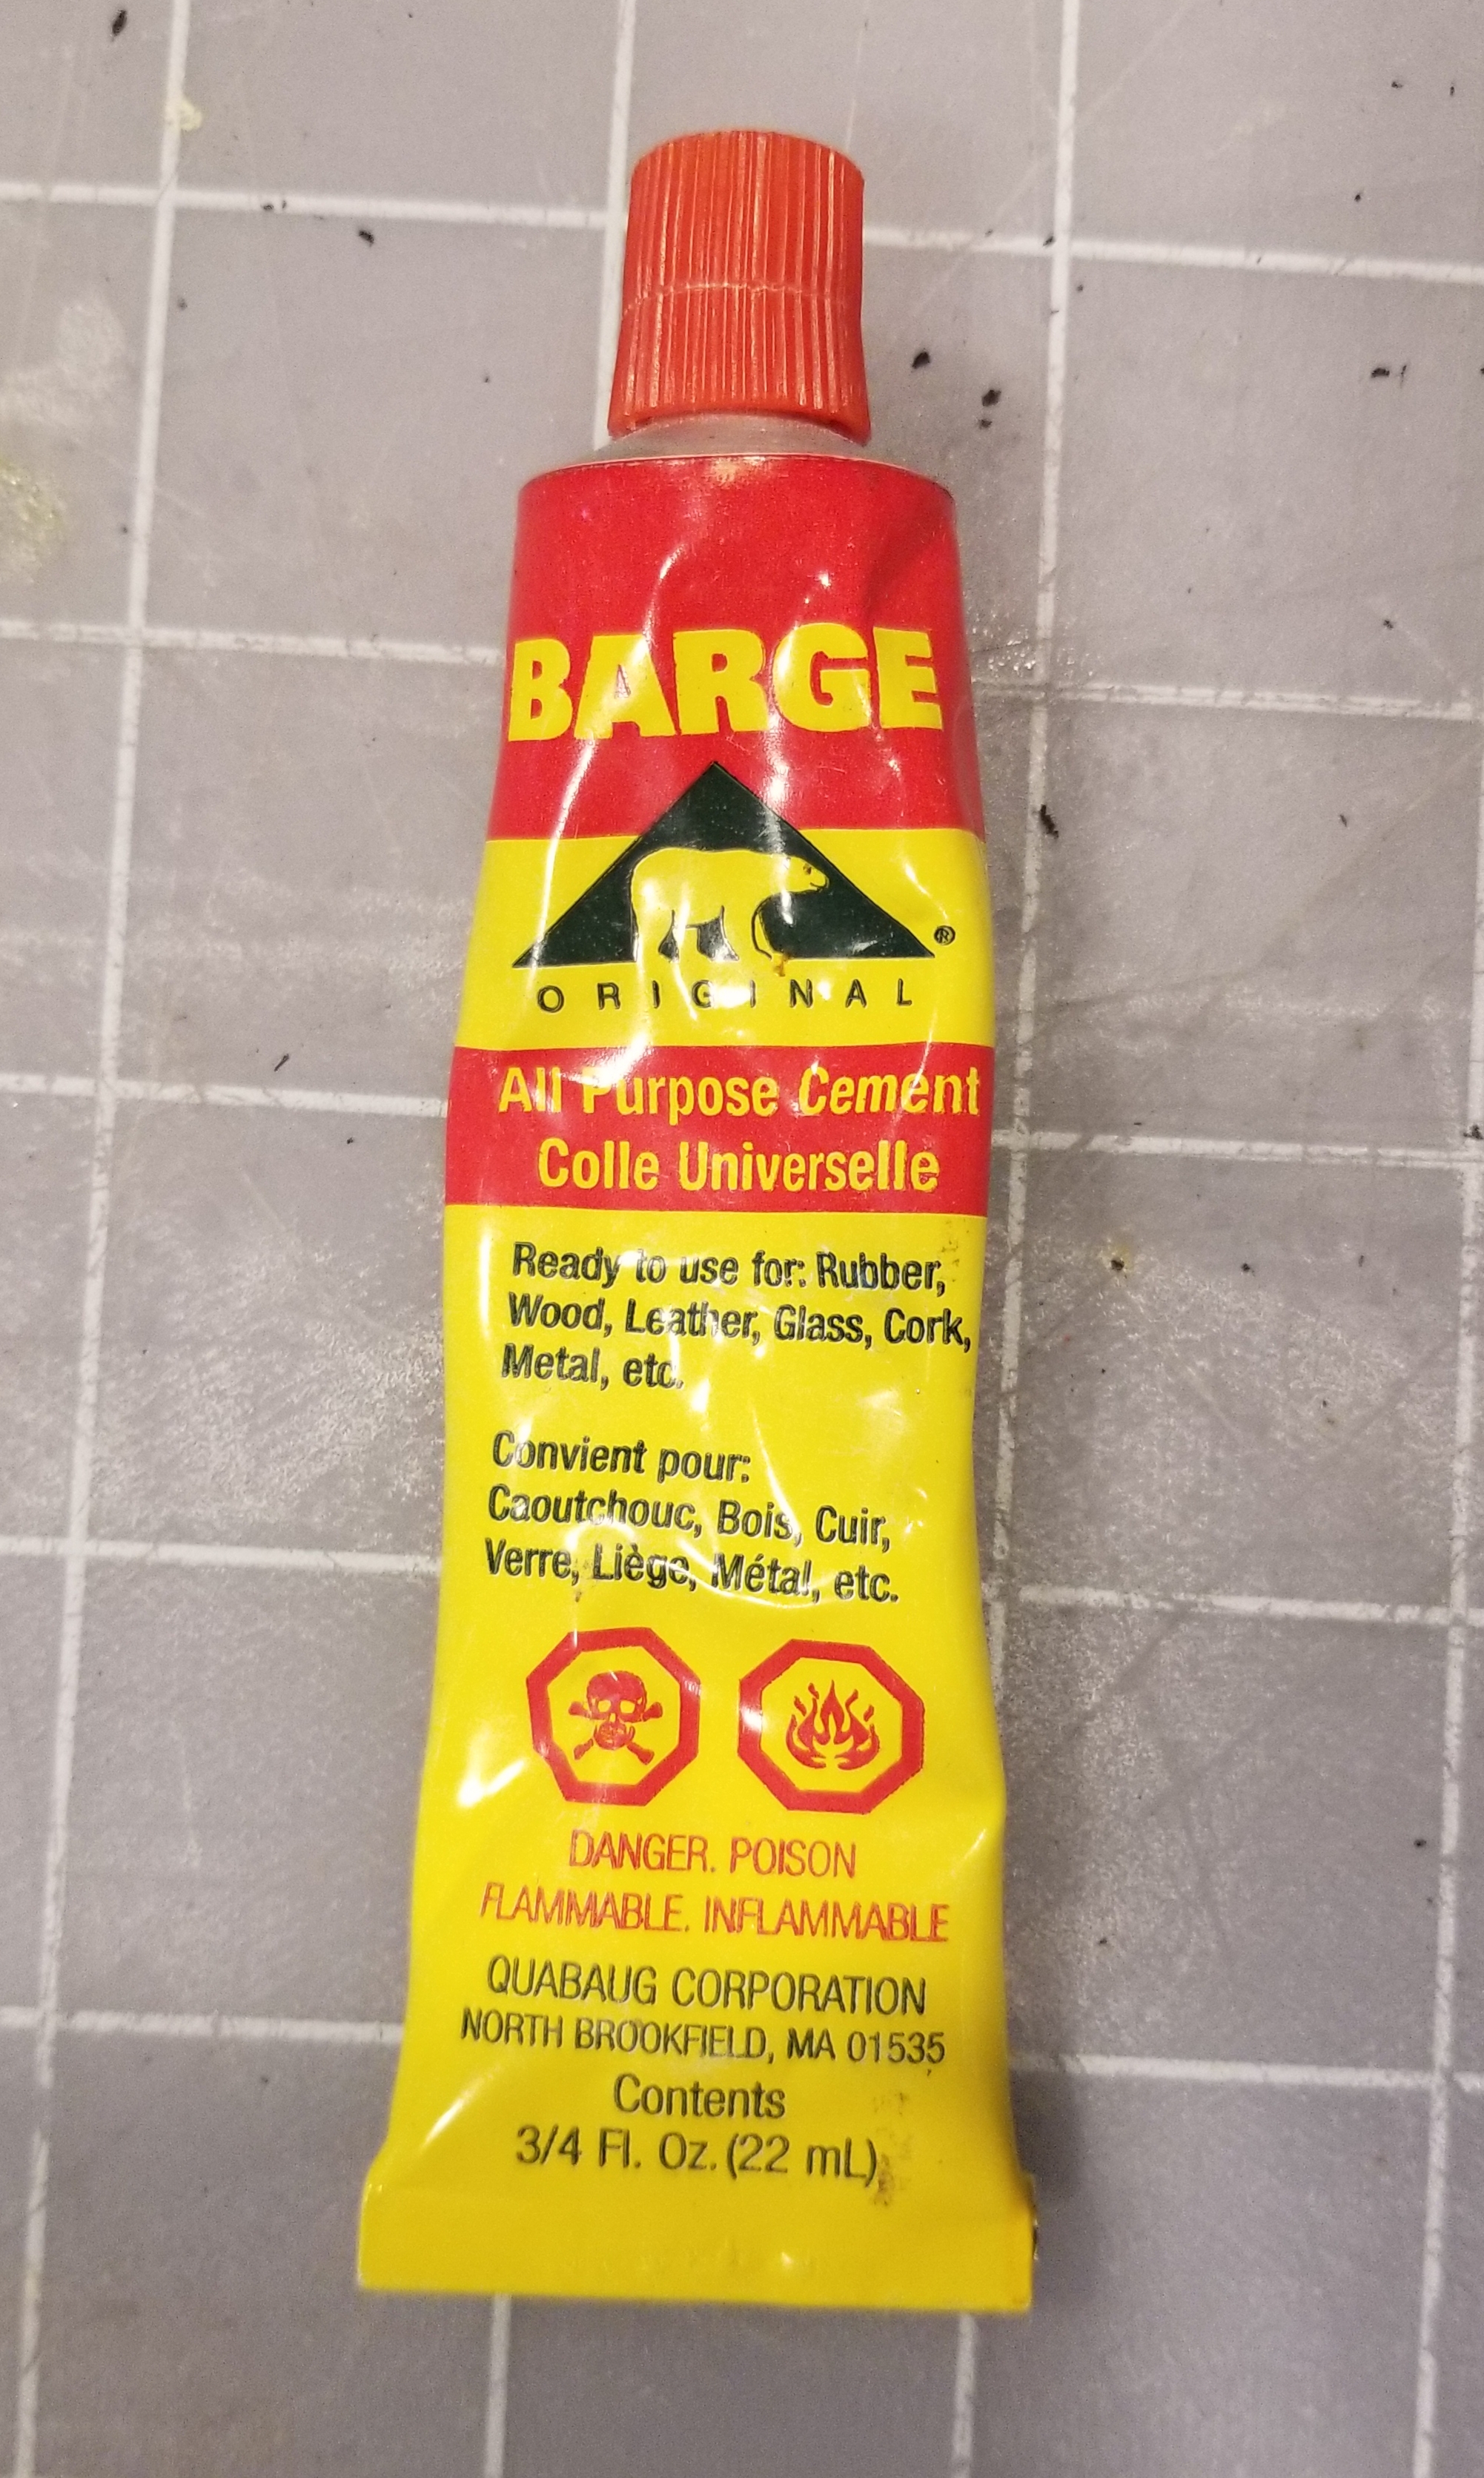 BARGE
®
ORIGINAL
All Purpose Cement
Colle Universelle
Ready to use for: Rubber,
Wood, Leather, Glass, Cork,
Metal, etc.
Convient pour:
Caoutchouc, Bois, Cuir,
Verre, Liège, Métal, etc.
DANGER. POISON
FLAMMABLE. INFLAMMABLE
QUABAUG CORPORATION
NORTH BROOKFIELD, MA 01535
Contents
3/4 Fl. Oz. (22 mL)